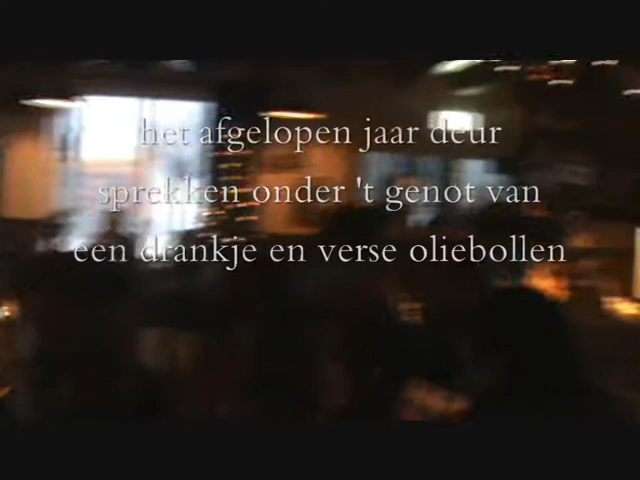 het afgelopen jaar deur
sprekken onder 't genot van
een drankje en verse oliebollen